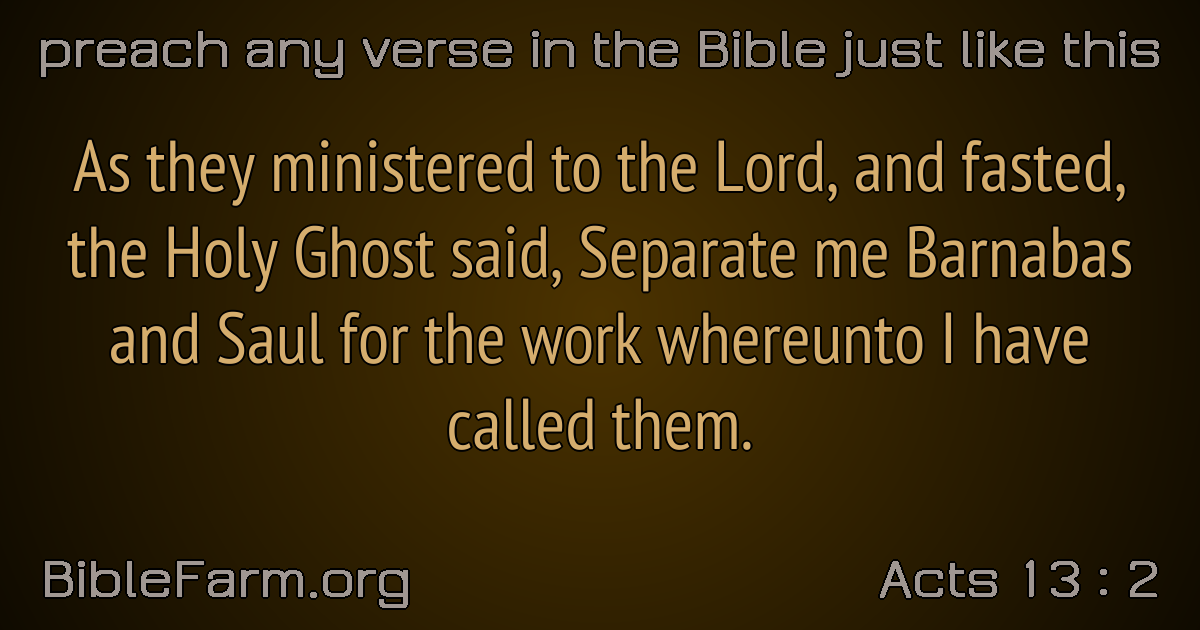 preach any verse in the Bible just like this
As they ministered to the Lord, and fasted,
the Holy Ghost said, Separate me Barnabas
and Saul for the work whereunto I have
called them.
BibleFarm.org
Acts 13 : 2